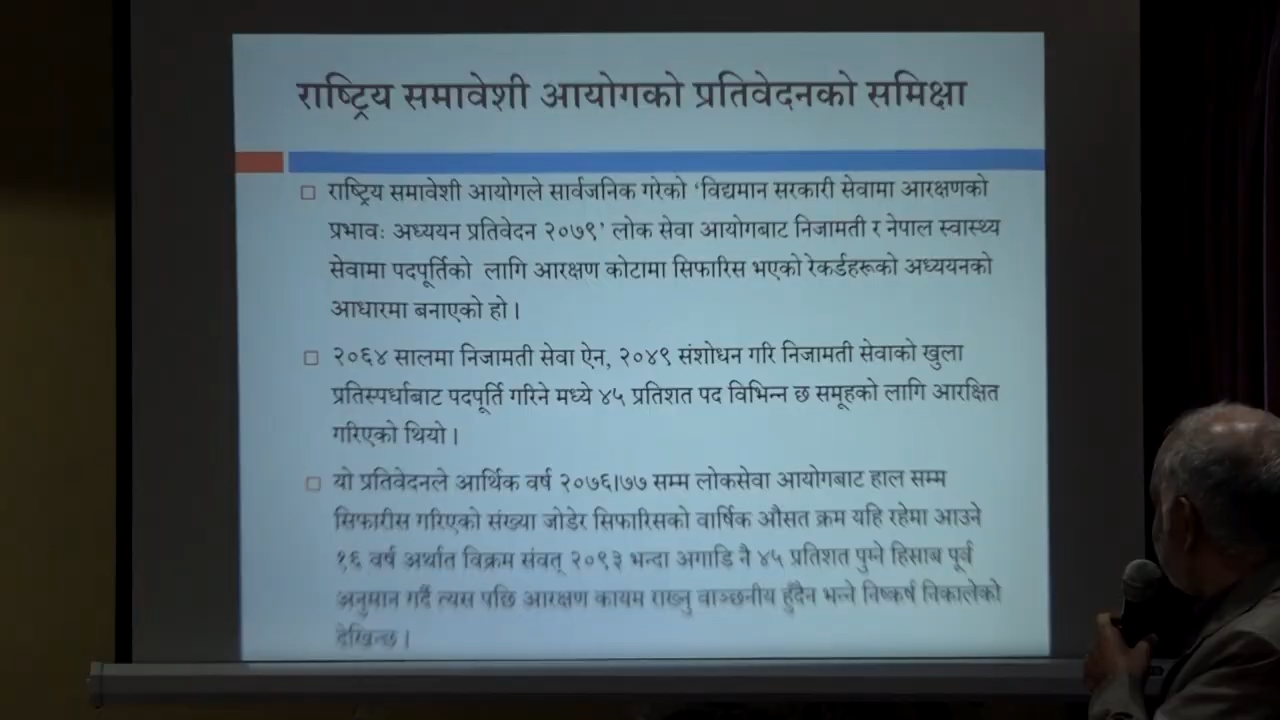 राष्ट्रिय समावेशी आयोगको प्रतिवेदनको समिक्षा
राष्ट्रिय समावेशी आयोगले सार्वजनिक गरेको 'विद्यमान सरकारी सेवामा आरक्षणको
प्रभावः अध्ययन प्रतिवेदन २०७९' लोक सेवा आयोगबाट निजामती र नेपाल स्वास्थ्य
सेवामा पदपूर्तिको लागि आरक्षण कोटामा सिफारिस भएको रेकर्डहरूको अध्ययनको
आधारमा बनाएको हो ।
२०६४ सालमा निजामती सेवा ऐन, २०४९ संशोधन गरि निजामती सेवाको खुला
प्रतिस्पर्धाबाट पदपूर्ति गरिने मध्ये ४५ प्रतिशत पद विभिन्न छ समूहको लागि आरक्षित
गरिएको थियो ।
यो प्रतिवेदनले आर्थिक वर्ष २०७६।७७ सम्म लोकसेवा आयोगबाट हाल सम्म
सिफारीस गरिएको संख्या जोडेर सिफारिसको वार्षिक औसत क्रम यहि रहेमा आउने
१६ वर्ष अर्थात विक्रम संवत् २०९३ भन्दा अगाडि नै ४५ प्रतिशत पुग्ने हिसाब पूर्व
अनुमान गर्दै त्यस पछि आरक्षण कायम राख्नु वाञ्छनीय हुँदैन भन्ने निष्कर्ष निकालेको
देखिन्छ ।